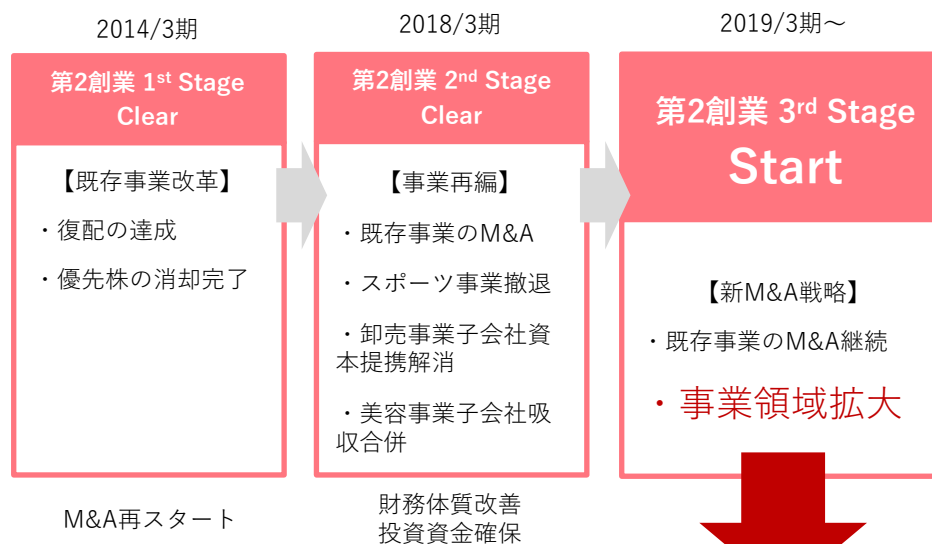 2014/3期
第2創業 1st Stage
Clear
【既存事業改革】
・復配の達成
・優先株の消却完了
M&A再スタート
2018/3期
第2創業 2nd Stage
Clear
【事業再編】
・既存事業のM&A
・スポーツ事業撤退
・卸売事業子会社資
本提携解消
・美容事業子会社吸
収合併
財務体質改善
投資資金確保
2019/3期～
第2創業 3rd Stage
Start
【新M&A戦略】
・既存事業のM&A継続
・事業領域拡大